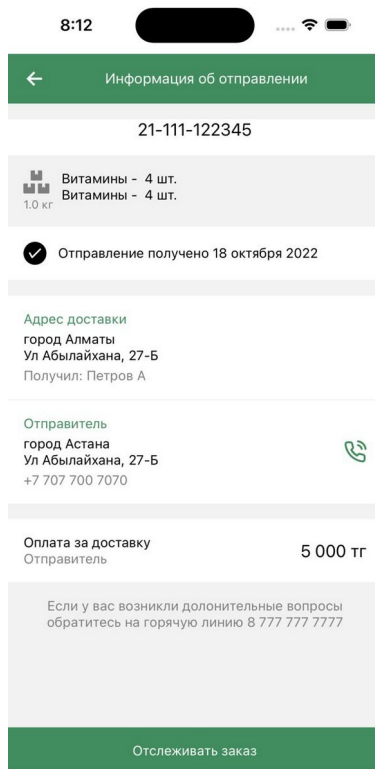 8:12
Информация об отправлении
21-111-122345
Витамины - 4 шт.
Витамины - 4 шт.
1.0 кг
Отправление получено 18 октября 2022
Адрес доставки
город Алматы
Ул Абылайхана, 27-Б
Получил: Петров А
Отправитель
город Астана
Ул Абылайхана, 27-Б
+7 707 700 7070
Оплата за доставку
Отправитель
5 000 тг
Если у вас возникли долонительные вопросы
обратитесь на горячую линию 8 777 777 7777
Отслеживать заказ